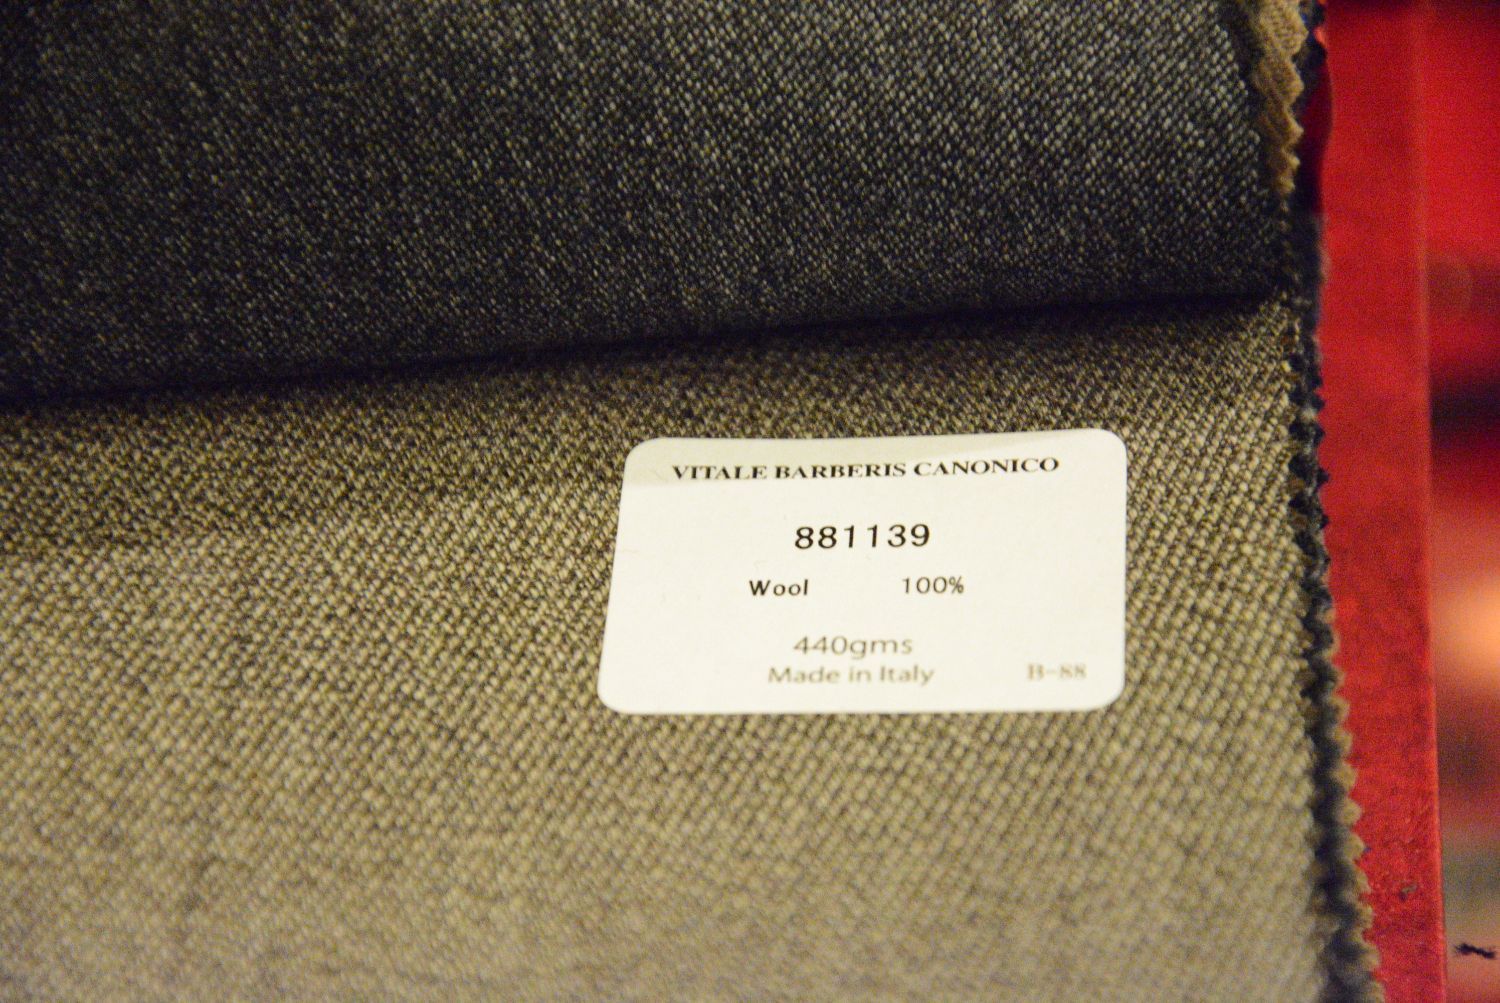 VITALE BARBERIS CANONICO
881139
Wool 100%
440gms
Made in Italy B-88